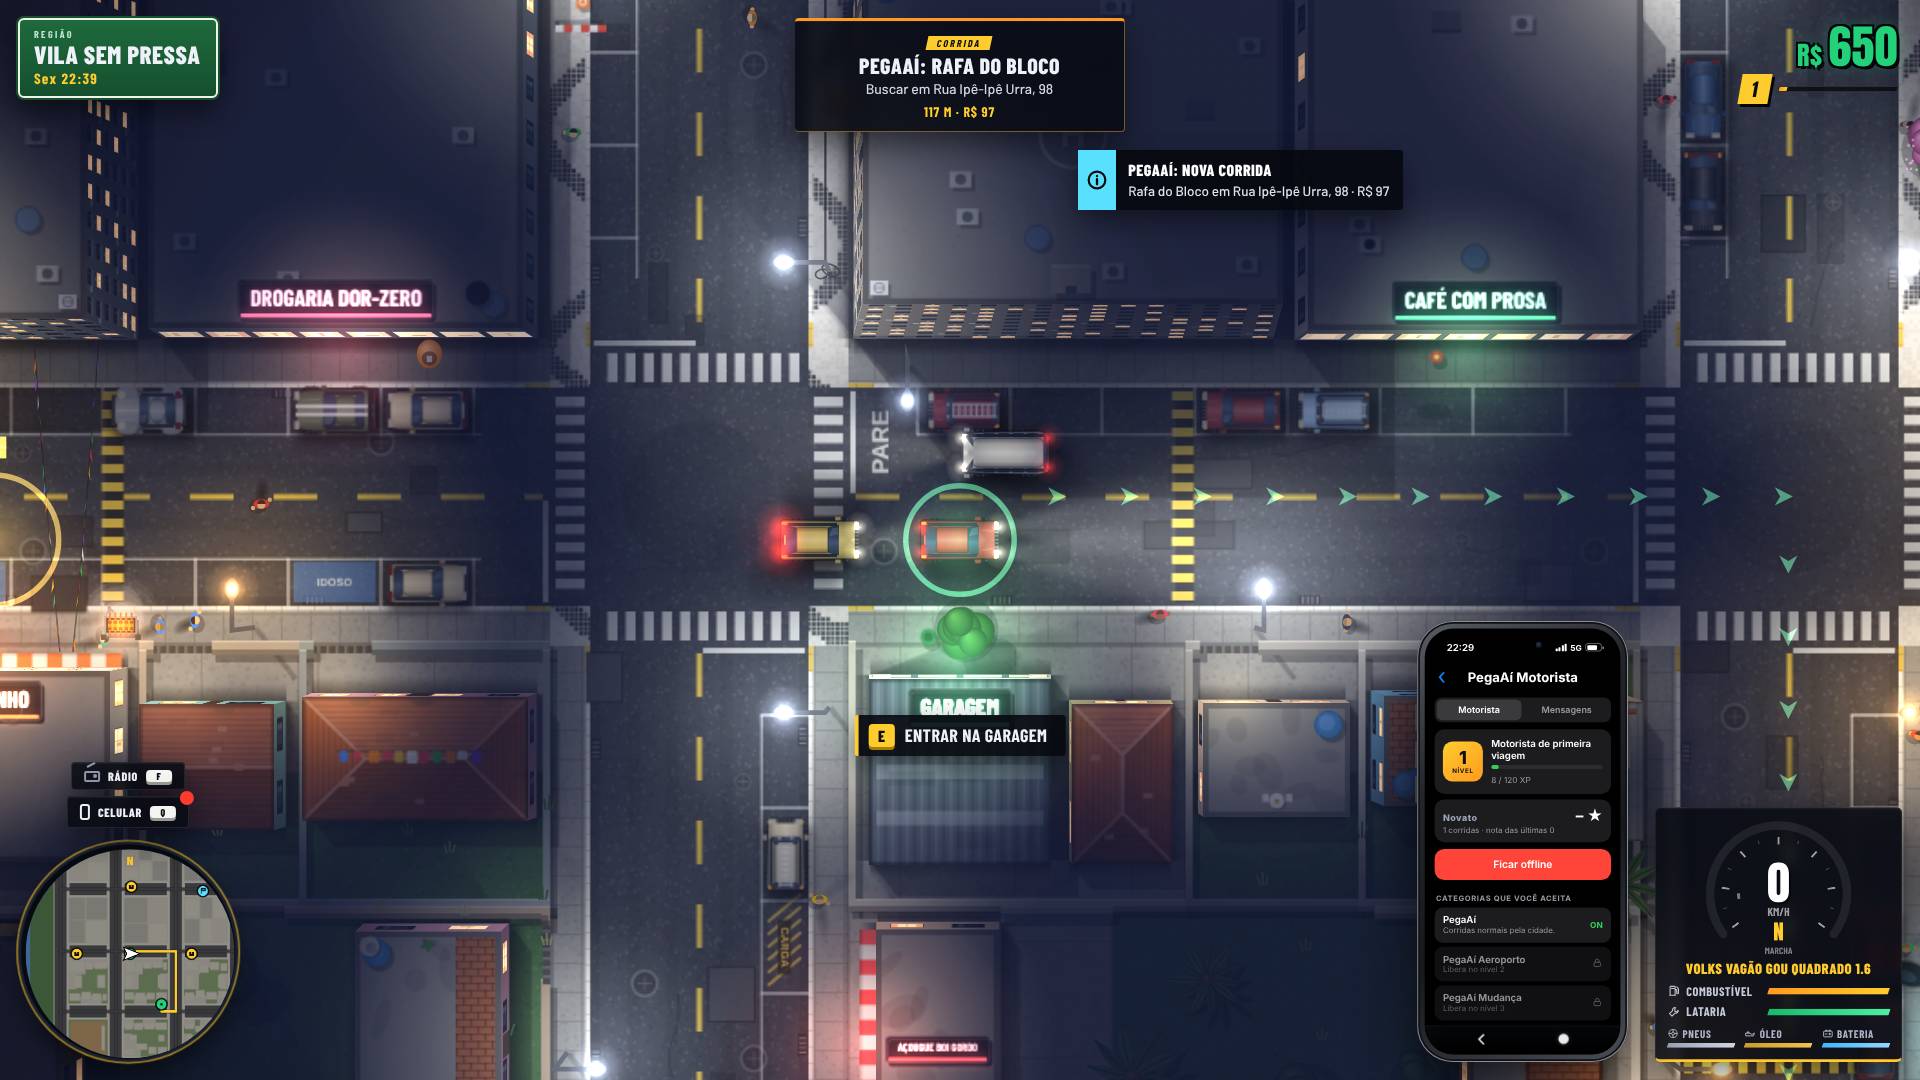 REGIÃO
VILA SEM PRESSA
Sex 22:39
CORRIDA
PEGAAÍ: RAFA DO BLOCO
Buscar em Rua Ipê-Ipê Urra, 98
117 M · R$ 97
R$ 650
1
PEGAAÍ: NOVA CORRIDA
Rafa do Bloco em Rua Ipê-Ipê Urra, 98 · R$ 97
DROGARIA DOR-ZERO
CAFÉ COM PROSA
PARE
IDOSO
NHO
GARAGEM
E ENTRAR NA GARAGEM
RÁDIO F
CELULAR Q
N
CARGA
AÇOUGUE BOI GORDO
22:29
5G
PegaAí Motorista
Motorista Mensagens
1
NÍVEL
Motorista de primeira
viagem
8 / 120 XP
Novato
1 corridas · nota das últimas 0
Ficar offline
CATEGORIAS QUE VOCÊ ACEITA
PegaAí
Corridas normais pela cidade.
ON
PegaAí Aeroporto
Libera no nível 2
PegaAí Mudança
Libera no nível 3
0
KM/H
N
MARCHA
VOLKS VAGÃO GOU QUADRADO 1.6
COMBUSTÍVEL
LATARIA
PNEUS ÓLEO BATERIA